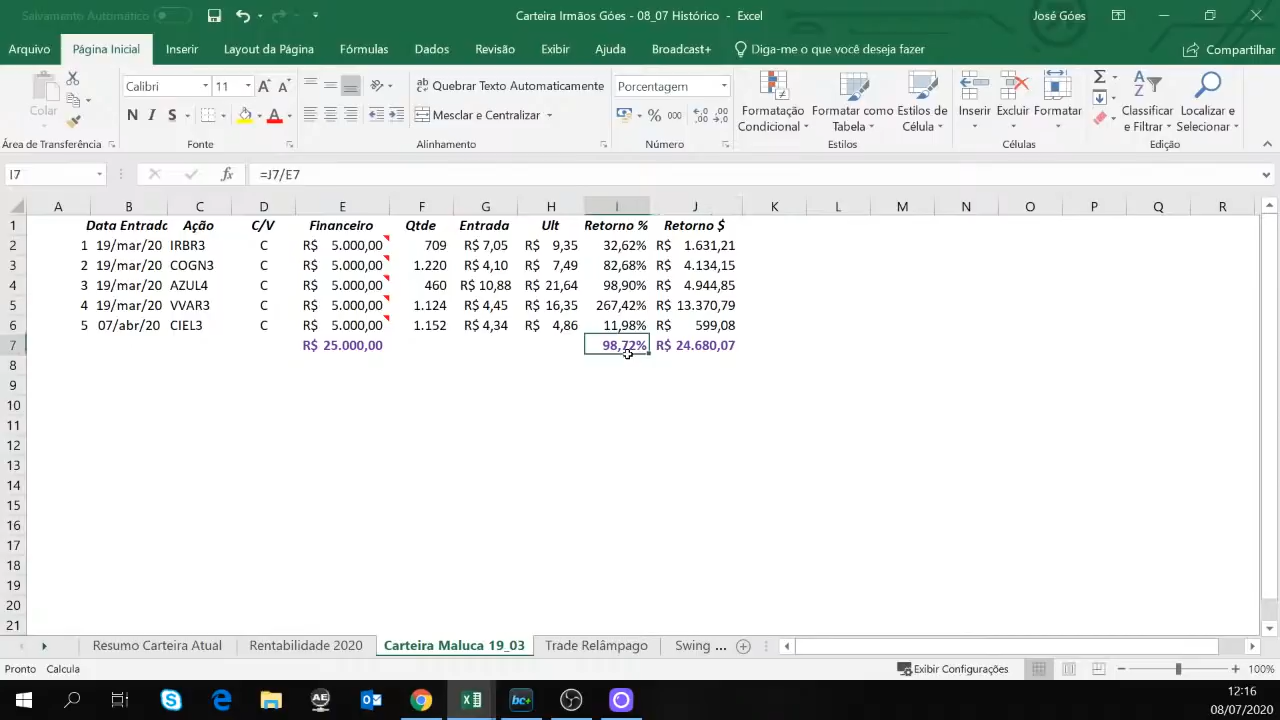 Salvamento Automático
Carteira Irmãos Góes - 08_07 Histórico - Excel
José Góes
Arquivo Página Inicial Inserir Layout da Página Fórmulas Dados Revisão Exibir Ajuda Broadcast+ Diga-me o que você deseja fazer Compartilhar
Colar
Calibri 11
N I S
Quebrar Texto Automaticamente
Mesclar e Centralizar
Porcentagem
% 000
Formatação Condicional
Formatar como Tabela
Estilos de Célula
Inserir Excluir Formatar
Classificar e Filtrar
Localizar e Selecionar
Área de Transferência Fonte Alinhamento Número Estilos Células Edição
I7 fx =J7/E7
A B C D E F G H I J K L M N O P Q R
1 Data Entrada Ação C/V Financeiro Qtde Entrada Ult Retorno % Retorno $
2 1 19/mar/20 IRBR3 C R$ 5.000,00 709 R$ 7,05 R$ 9,35 32,62% R$ 1.631,21
3 2 19/mar/20 COGN3 C R$ 5.000,00 1.220 R$ 4,10 R$ 7,49 82,68% R$ 4.134,15
4 3 19/mar/20 AZUL4 C R$ 5.000,00 460 R$ 10,88 R$ 21,64 98,90% R$ 4.944,85
5 4 19/mar/20 VVAR3 C R$ 5.000,00 1.124 R$ 4,45 R$ 16,35 267,42% R$ 13.370,79
6 5 07/abr/20 CIEL3 C R$ 5.000,00 1.152 R$ 4,34 R$ 4,86 11,98% R$ 599,08
7 R$ 25.000,00 98,72% R$ 24.680,07
8
9
10
11
12
13
14
15
16
17
18
19
20
21
Resumo Carteira Atual Rentabilidade 2020 Carteira Maluca 19_03 Trade Relâmpago Swing ...
Pronto Calcula Exibir Configurações 100%
AE bc+
12:16
08/07/2020